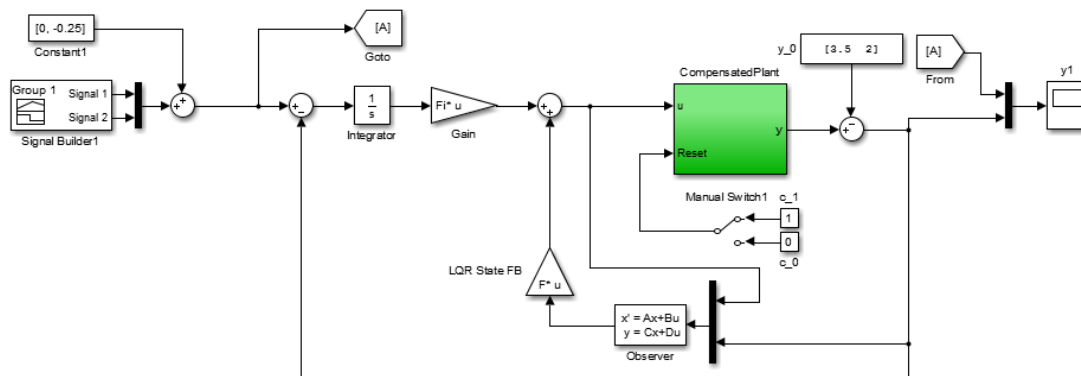 [0, -0.25]
Constant1
Group 1
Signal 1
Signal 2
Signal Builder1
[A]
Goto
1
s
Integrator
Fi* u
Gain
CompensatedPlant
u
y
Reset
y_0
[3.5 2]
[A]
From
y1
Manual Switch1
c_1
1
0
c_0
LQR State FB
F* u
x' = Ax+Bu
y = Cx+Du
Observer